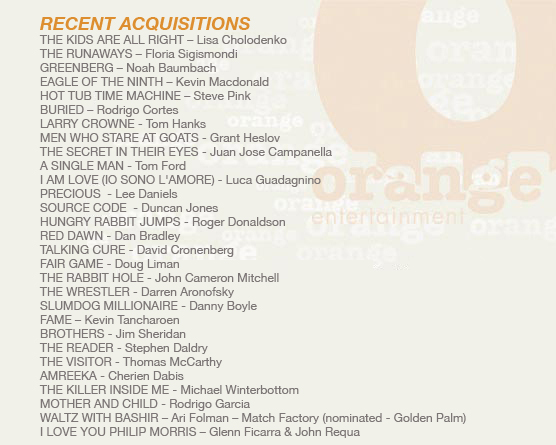 RECENT ACQUISITIONS
THE KIDS ARE ALL RIGHT – Lisa Cholodenko
THE RUNAWAYS – Floria Sigismondi
GREENBERG – Noah Baumbach
EAGLE OF THE NINTH – Kevin Macdonald
HOT TUB TIME MACHINE – Steve Pink
BURIED – Rodrigo Cortes
LARRY CROWNE - Tom Hanks
MEN WHO STARE AT GOATS - Grant Heslov
THE SECRET IN THEIR EYES - Juan Jose Campanella
A SINGLE MAN - Tom Ford
I AM LOVE (IO SONO L'AMORE) - Luca Guadagnino
PRECIOUS - Lee Daniels
SOURCE CODE - Duncan Jones
HUNGRY RABBIT JUMPS - Roger Donaldson
RED DAWN - Dan Bradley
TALKING CURE - David Cronenberg
FAIR GAME - Doug Liman
THE RABBIT HOLE - John Cameron Mitchell
THE WRESTLER - Darren Aronofsky
SLUMDOG MILLIONAIRE - Danny Boyle
FAME – Kevin Tancharoen
BROTHERS - Jim Sheridan
THE READER - Stephen Daldry
THE VISITOR - Thomas McCarthy
AMREEKA - Cherien Dabis
THE KILLER INSIDE ME - Michael Winterbottom
MOTHER AND CHILD - Rodrigo Garcia
WALTZ WITH BASHIR – Ari Folman – Match Factory (nominated - Golden Palm)
I LOVE YOU PHILIP MORRIS – Glenn Ficarra & John Requa
orange
entertainment